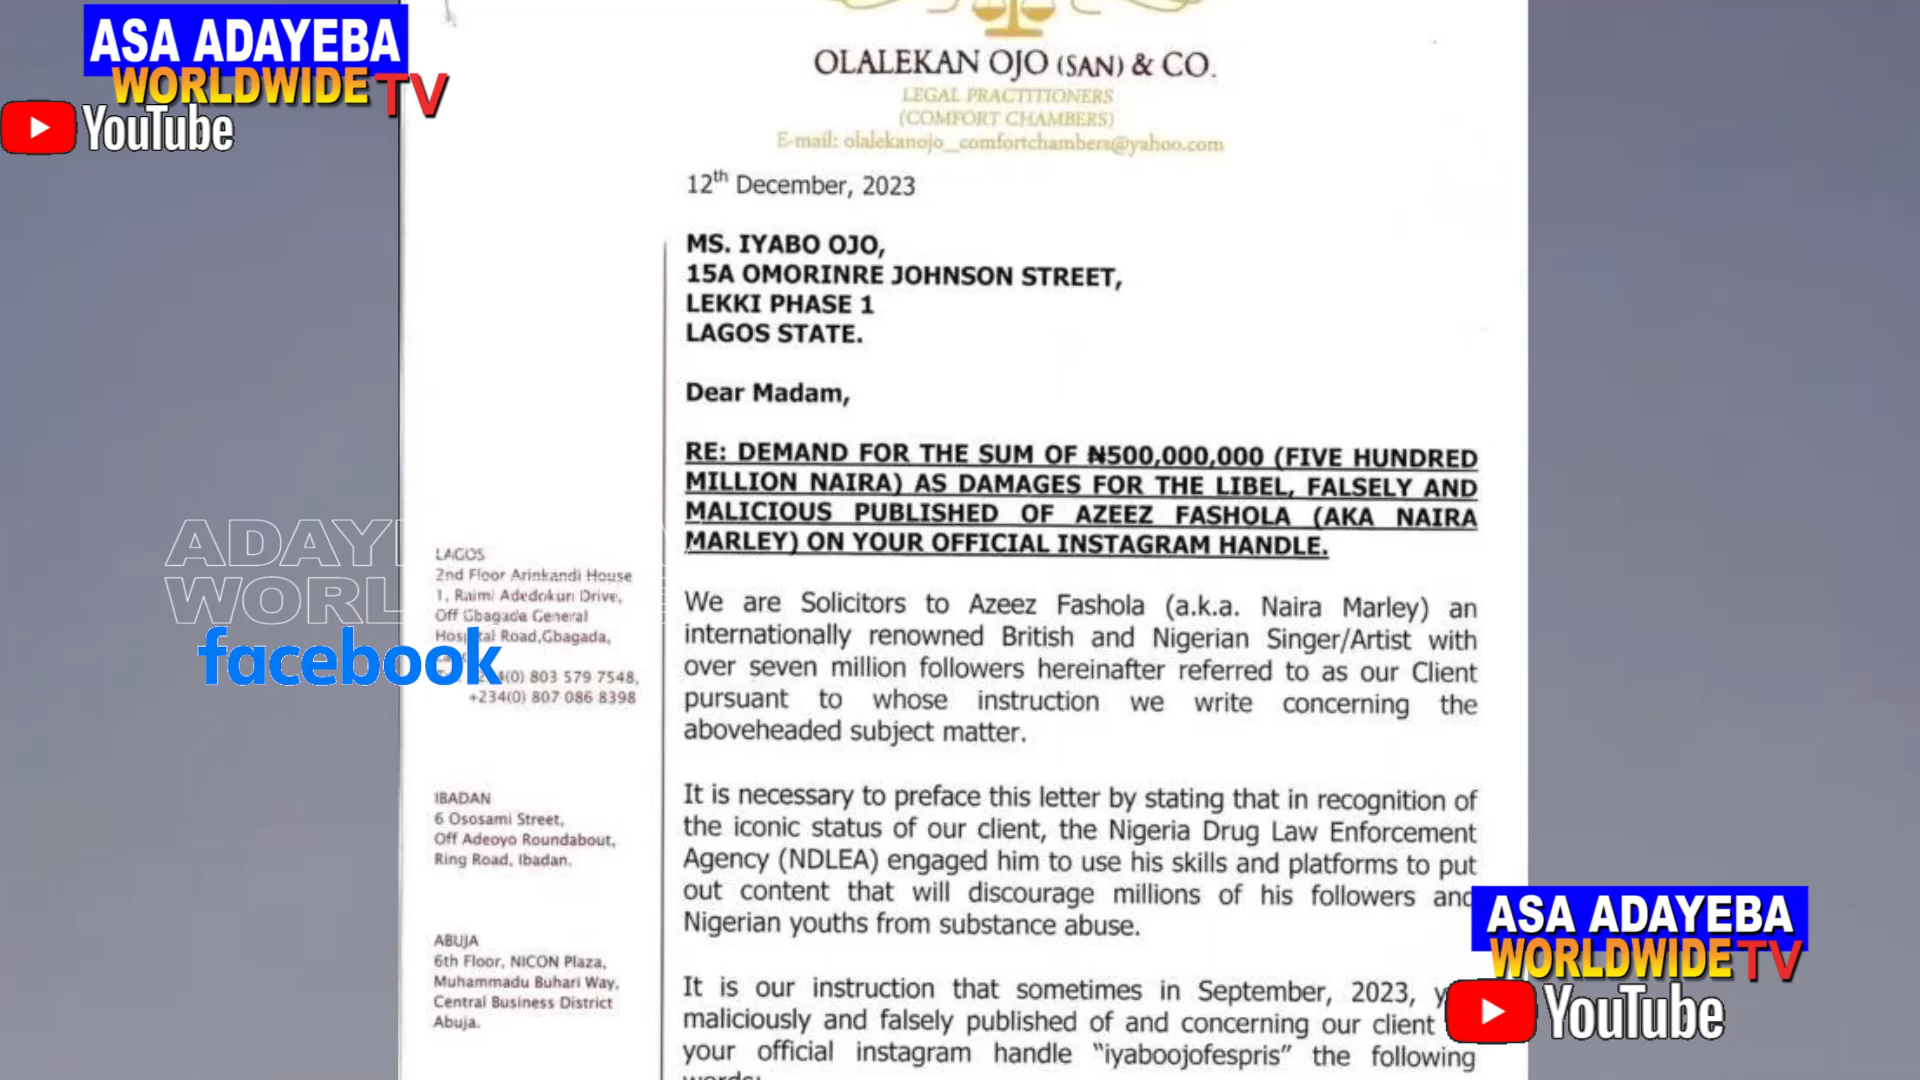 ASA ADAYEBA
WORLDWIDE TV
YouTube
OLALEKAN OJO (SAN) & CO.
LEGAL PRACTITIONERS
(COMFORT CHAMBERS)
E-mail: olalekanojo_comfortchambers@yahoo.com
12th December, 2023
MS. IYABO OJO,
15A OMORINRE JOHNSON STREET,
LEKKI PHASE 1
LAGOS STATE.
Dear Madam,
RE: DEMAND FOR THE SUM OF ₦500,000,000 (FIVE HUNDRED
MILLION NAIRA) AS DAMAGES FOR THE LIBEL, FALSELY AND
MALICIOUS PUBLISHED OF AZEEZ FASHOLA (AKA NAIRA
MARLEY) ON YOUR OFFICIAL INSTAGRAM HANDLE.
We are Solicitors to Azeez Fashola (a.k.a. Naira Marley) an
internationally renowned British and Nigerian Singer/Artist with
over seven million followers hereinafter referred to as our Client
pursuant to whose instruction we write concerning the
aboveheaded subject matter.
It is necessary to preface this letter by stating that in recognition of
the iconic status of our client, the Nigeria Drug Law Enforcement
Agency (NDLEA) engaged him to use his skills and platforms to put
out content that will discourage millions of his followers and
Nigerian youths from substance abuse.
It is our instruction that sometimes in September, 2023,
maliciously and falsely published of and concerning our client
your official instagram handle “iyaboojofespris” the following
LAGOS
2nd Floor Arinkandi House
1, Raimi Adedokun Drive,
Off Gbagada General
Hospital Road,Gbagada,
(0) 803 579 7548,
+234(0) 807 086 8398
IBADAN
6 Ososami Street,
Off Adeoyo Roundabout,
Ring Road, Ibadan.
ABUJA
6th Floor, NICON Plaza,
Muhammadu Buhari Way,
Central Business District
Abuja.
facebook
ASA ADAYEBA
WORLDWIDE TV
YouTube